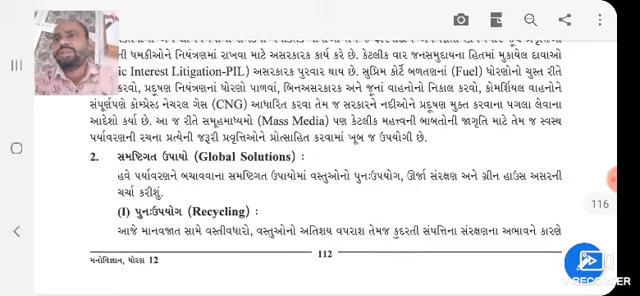 ની ધમકીઓને નિયંત્રણમાં રાખવા માટે અસરકારક કાર્ય કરે છે. કેટલીક વાર જનસમુદાયના હિતમાં મુકાયેલ દાવાઓ
ic Interest Litigation-PIL) અસરકારક પુરવાર થાય છે. સુપ્રિમ કોર્ટે બળતણનાં (Fuel) ધોરણોનો ચુસ્ત રીતે
કરવો, પ્રદૂષણ નિયંત્રણનાં ધોરણો પાળવાં, બિનઅસરકારક અને જૂનાં વાહનોનો નિકાલ કરવો, કોમર્શિયલ વાહનોને
સંપૂર્ણપણે કોમ્પ્રેસ્ડ નેચરલ ગેસ (CNG) આધારિત કરવા તેમ જ સરકારને નદીઓને પ્રદૂષણ મુક્ત કરવાના પગલા લેવાના
આદેશો કર્યા છે. આ જ રીતે સમૂહમાધ્યમો (Mass Media) પણ કેટલીક મહત્ત્વની બાબતોની જાગૃતિ માટે તેમ જ સ્વસ્થ
પર્યાવરણની રચના પ્રત્યેની જરૂરી પ્રવૃત્તિઓને પ્રોત્સાહિત કરવામાં ખૂબ જ ઉપયોગી છે.
2. સમષ્ટિગત ઉપાયો (Global Solutions) :
હવે પર્યાવરણને બચાવવાના સમષ્ટિગત ઉપાયોમાં વસ્તુઓનો પુનઃઉપયોગ, ઊર્જા સંરક્ષણ અને ગ્રીન હાઉસ અસરની
ચર્ચા કરીશું.
116
(I) પુનઃઉપયોગ (Recycling) :
આજે માનવજાત સામે વસ્તીવધારો, વસ્તુઓનો અતિશય વપરાશ તેમજ કુદરતી સંપત્તિના સંરક્ષણના અભાવને કારણે
112
મનોવિજ્ઞાન, ધોરણ 12
RECORDER